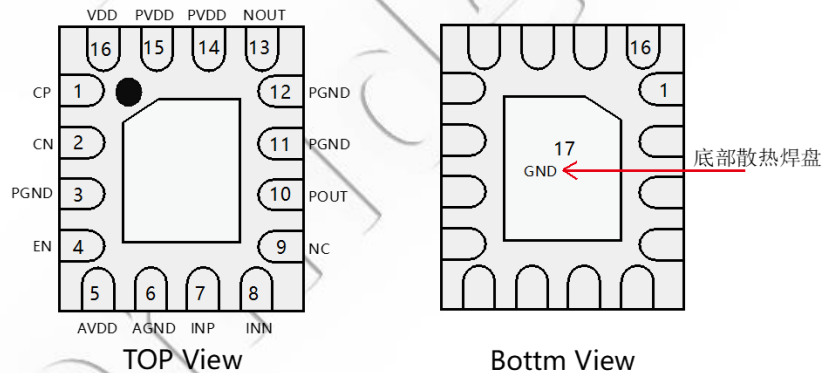 VDD PVDD PVDD NOUT
16 15 14 13
16
CP 1 12 PGND
1
CN 2 11 PGND
17
GND
底部散热焊盘
PGND 3 10 POUT
EN 4 9 NC
5 6 7 8
AVDD AGND INP INN
TOP View
Bottm View